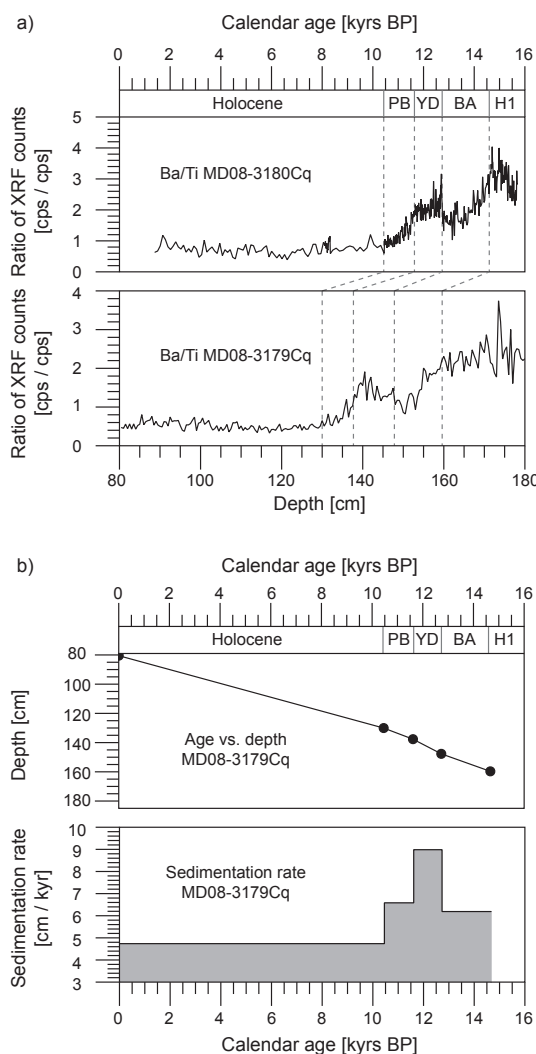 a)
Calendar age [kyrs BP]
0 2 4 6 8 10 12 14 16
Holocene PB YD BA H1
Ratio of XRF counts
[cps / cps]
5
4
3
2
1
0
Ba/Ti MD08-3180Cq
Ratio of XRF counts
[cps / cps]
4
3
2
1
0
Ba/Ti MD08-3179Cq
80 100 120 140 160 180
Depth [cm]
b)
Calendar age [kyrs BP]
0 2 4 6 8 10 12 14 16
Holocene PB YD BA H1
Depth [cm]
80
100
120
140
160
180
Age vs. depth
MD08-3179Cq
Sedimentation rate
[cm / kyr]
10
9
8
7
6
5
4
3
Sedimentation rate
MD08-3179Cq
0 2 4 6 8 10 12 14 16
Calendar age [kyrs BP]